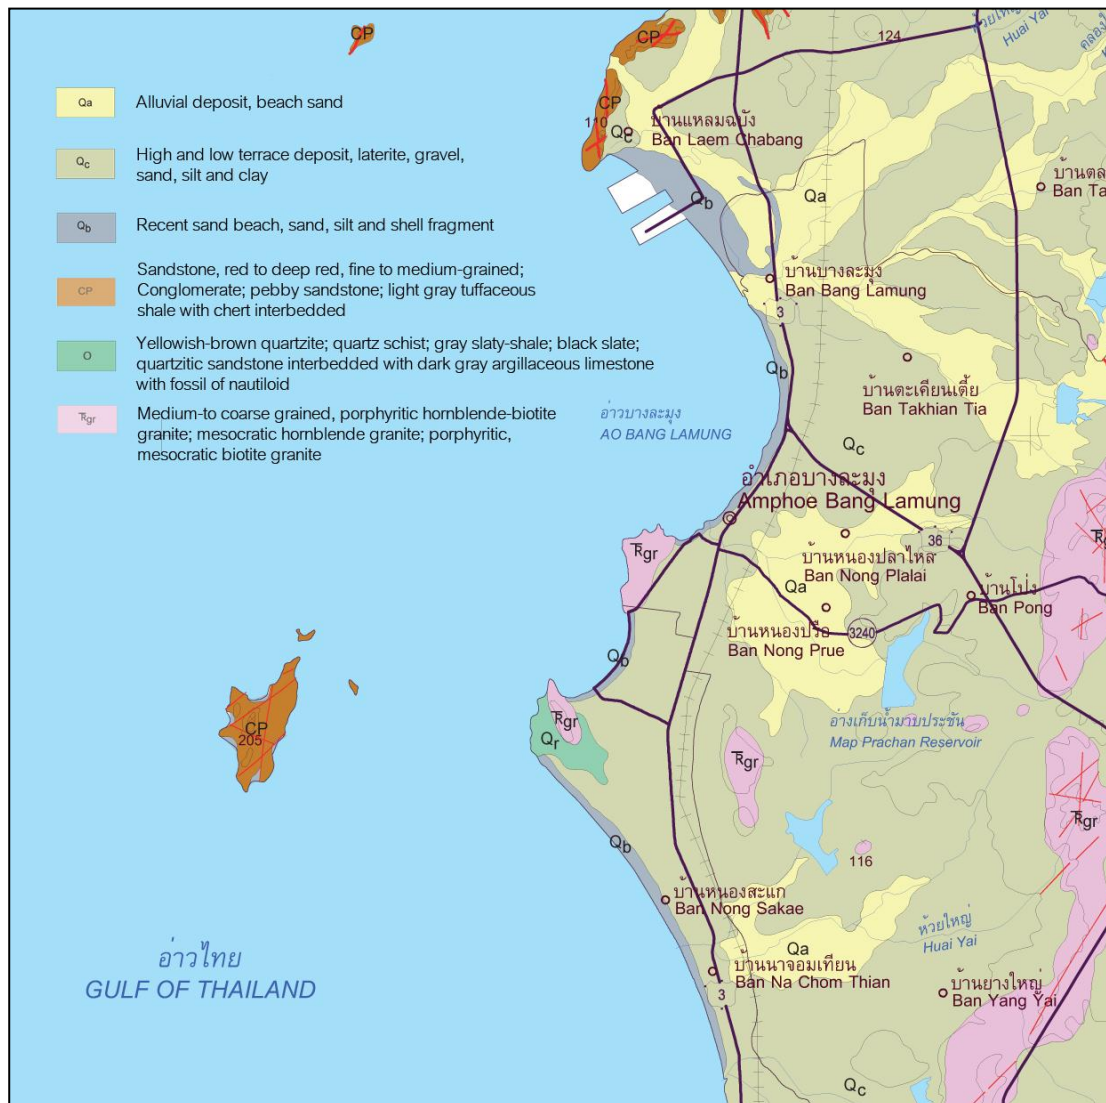 Qa
Alluvial deposit, beach sand
Qc
High and low terrace deposit, laterite, gravel,
sand, silt and clay
Qb
Recent sand beach, sand, silt and shell fragment
CP
Sandstone, red to deep red, fine to medium-grained;
Conglomerate; pebby sandstone; light gray tuffaceous
shale with chert interbedded
O
Yellowish-brown quartzite; quartz schist; gray slaty-shale; black slate;
quartzitic sandstone interbedded with dark gray argillaceous limestone
with fossil of nautiloid
TRgr
Medium-to coarse grained, porphyritic hornblende-biotite
granite; mesocratic hornblende granite; porphyritic,
mesocratic biotite granite
CP
CP
124
ห้วยใหญ่
Huai Yai
CP
110
Qc
บ้านแหลมฉบัง
Ban Laem Chabang
Qb
Qa
บ้านบางละมุง
Ban Bang Lamung
3
Qb
บ้านตะเคียนเตี้ย
Ban Takhian Tia
อ่าวบางละมุง
AO BANG LAMUNG
Qc
อำเภอบางละมุง
Amphoe Bang Lamung
36
TRgr
บ้านหนองปลาไหล
Ban Nong Plalai
Qa
บ้านโป่ง
Ban Pong
บ้านหนองปรือ
Ban Nong Prue
3240
Qb
CP
205
TRgr
Qr
อ่างเก็บน้ำมาบประชัน
Map Prachan Reservoir
TRgr
TRgr
Qb
116
บ้านหนองสะแก
Ban Nong Sakae
Qa
ห้วยใหญ่
Huai Yai
อ่าวไทย
GULF OF THAILAND
บ้านนาจอมเทียน
Ban Na Chom Thian
3
บ้านยางใหญ่
Ban Yang Yai
Qc